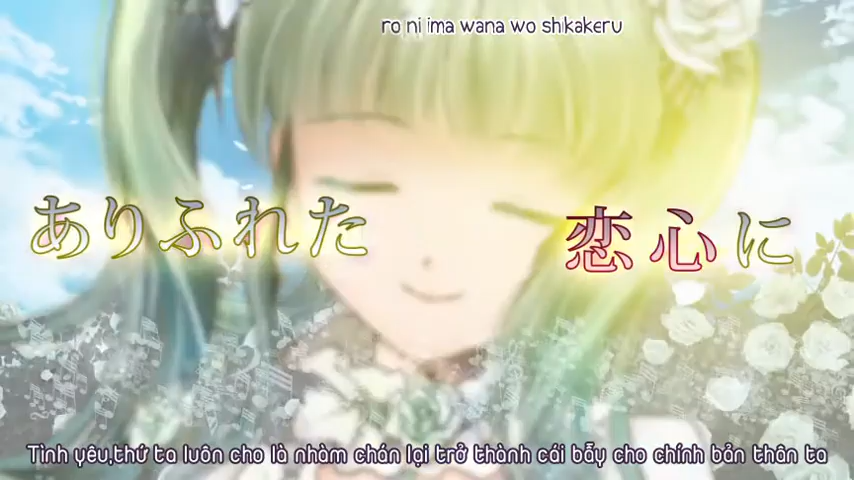 ro ni ima wana wo shikakeru
ありふれた 恋心に
Tình yêu,thứ ta luôn cho là nhàm chán lại trở thành cái bẫy cho chính bản thân ta